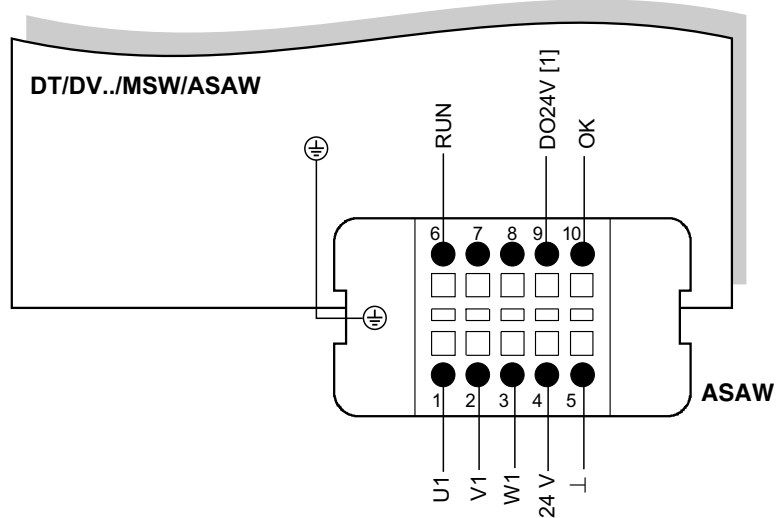 DT/DV../MSW/ASAW
RUN
DO24V [1]
OK
6 7 8 9 10
1 2 3 4 5
ASAW
U1
V1
W1
24 V
⊥